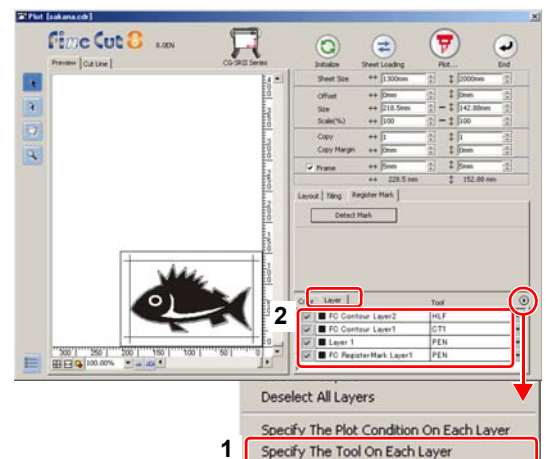 Plot [sakana.cdr]
FineCut 8 8.00N
CG-SRII Series
Initialize Sheet Loading Plot... End
Preview Cut Line
Sheet Size 1300mm 2000mm
Offset 0mm 0mm
Size 218.5mm 142.88mm
Scale(%) 100 100
Copy 1 1
Copy Margin 0mm 0mm
Frame 5mm 5mm
228.5 mm 152.88 mm
Layout Tiling Register Mark
Detect Mark
Layer Tool
2
FC Contour Layer2 HLF
FC Contour Layer1 CT1
Layer 1 PEN
FC RegisterMark Layer1 PEN
300 250 200 150 100 50 0
100.00%
Deselect All Layers
Specify The Plot Condition On Each Layer
1 Specify The Tool On Each Layer